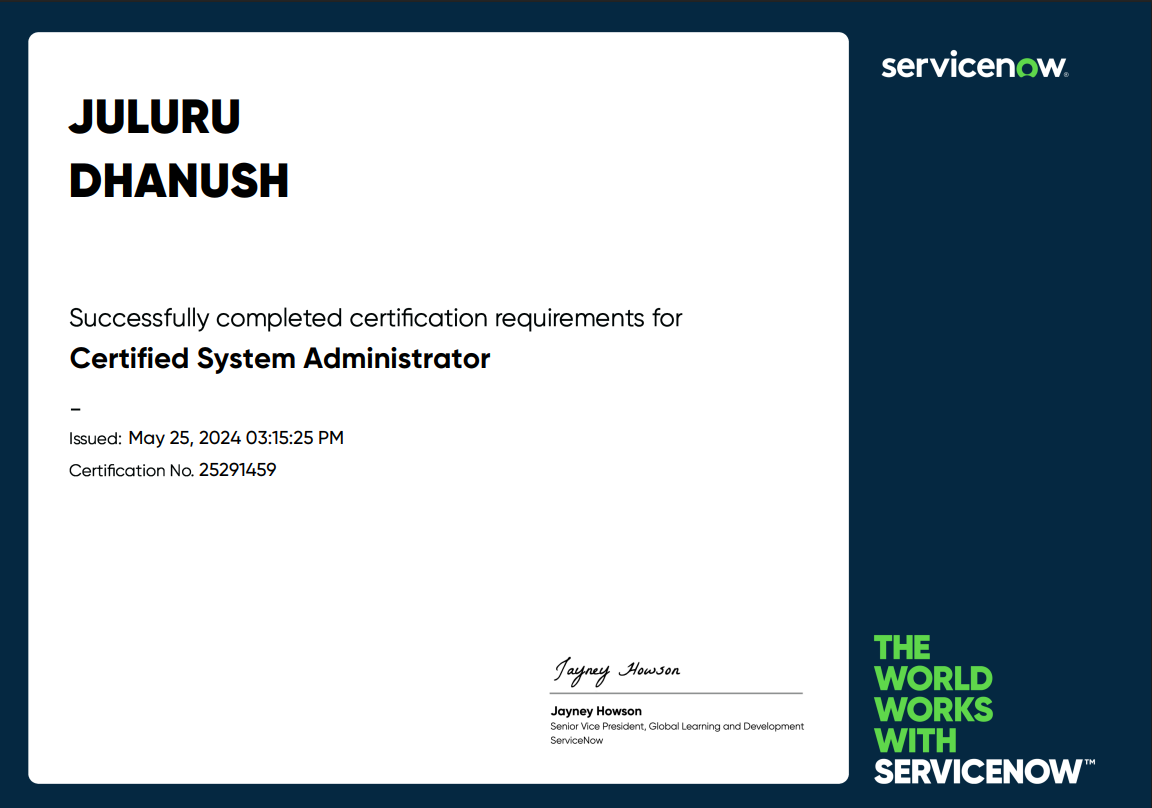 servicenow®
JULURU
DHANUSH
Successfully completed certification requirements for
Certified System Administrator
–
Issued: May 25, 2024 03:15:25 PM
Certification No. 25291459
Jayney Howson
Jayney Howson
Senior Vice President, Global Learning and Development
ServiceNow
THE
WORLD
WORKS
WITH
SERVICENOW™